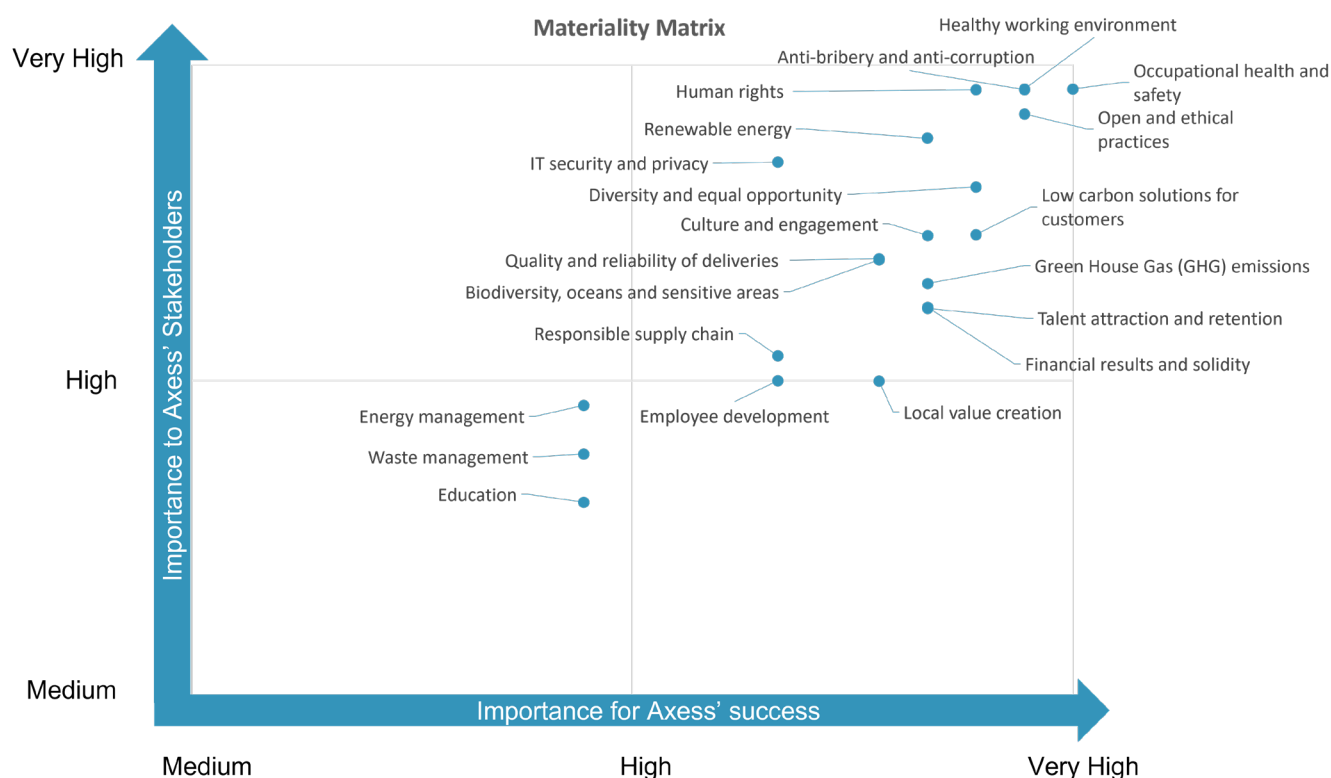 Materiality Matrix
Healthy working environment
Very High
Anti-bribery and anti-corruption
Occupational health and
safety
Human rights
Open and ethical
practices
Renewable energy
IT security and privacy
Diversity and equal opportunity
Low carbon solutions for
customers
Culture and engagement
Quality and reliability of deliveries
Green House Gas (GHG) emissions
Biodiversity, oceans and sensitive areas
Talent attraction and retention
Responsible supply chain
Financial results and solidity
High
Energy management
Employee development
Local value creation
Waste management
Education
Importance to Axess' Stakeholders
Medium
Importance for Axess' success
Medium
High
Very High